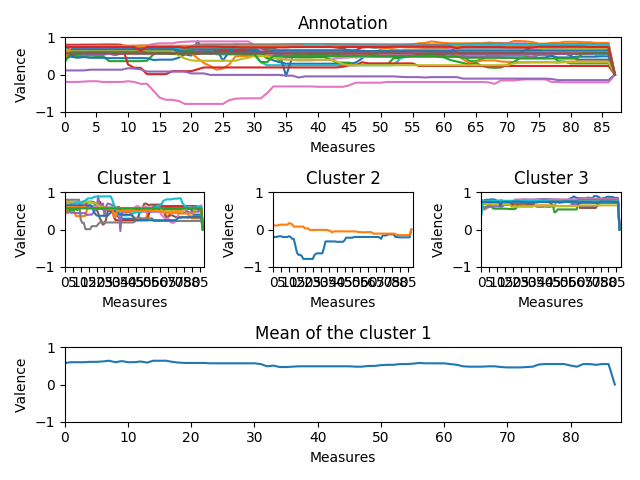 Annotation
Valence
1
0
−1
0 5 10 15 20 25 30 35 40 45 50 55 60 65 70 75 80 85
Measures
Cluster 1 Cluster 2 Cluster 3
Valence Valence Valence
1 1 1
0 0 0
−1 −1 −1
Measures Measures Measures
Mean of the cluster 1
Valence
1
0
−1
0 10 20 30 40 50 60 70 80
Measures